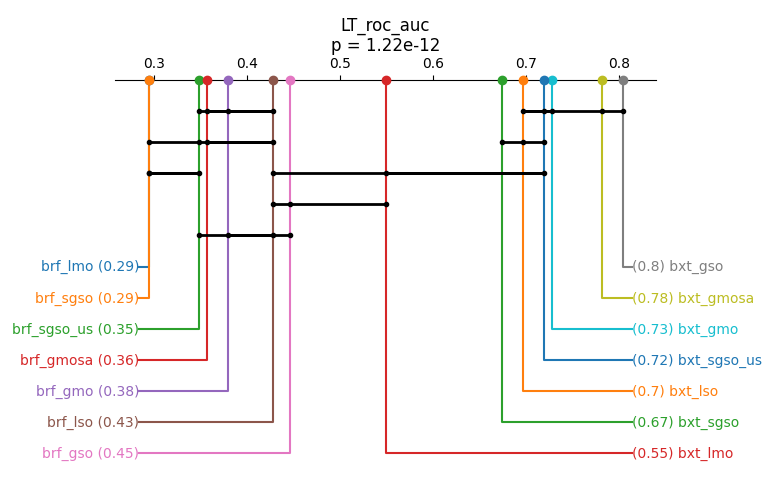 LT_roc_auc
p = 1.22e-12
0.3 0.4 0.5 0.6 0.7 0.8
brf_lmo (0.29) (0.8) bxt_gso
brf_sgso (0.29) (0.78) bxt_gmosa
brf_sgso_us (0.35) (0.73) bxt_gmo
brf_gmosa (0.36) (0.72) bxt_sgso_us
brf_gmo (0.38) (0.7) bxt_lso
brf_lso (0.43) (0.67) bxt_sgso
brf_gso (0.45) (0.55) bxt_lmo